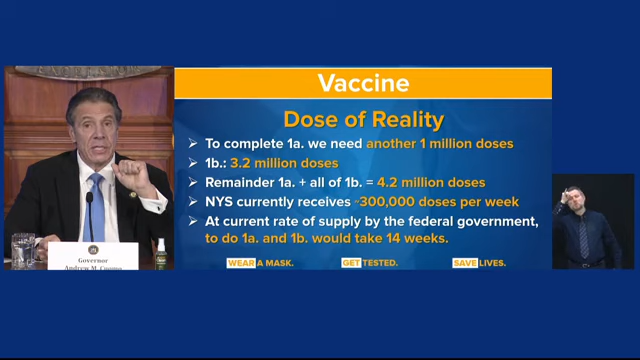 Vaccine
Dose of Reality
➤ To complete 1a. we need another 1 million doses
➤ 1b.: 3.2 million doses
➤ Remainder 1a. + all of 1b. = 4.2 million doses
➤ NYS currently receives ~300,000 doses per week
➤ At current rate of supply by the federal government,
to do 1a. and 1b. would take 14 weeks.
WEAR A MASK. GET TESTED. SAVE LIVES.
Governor
Andrew M. Cuomo